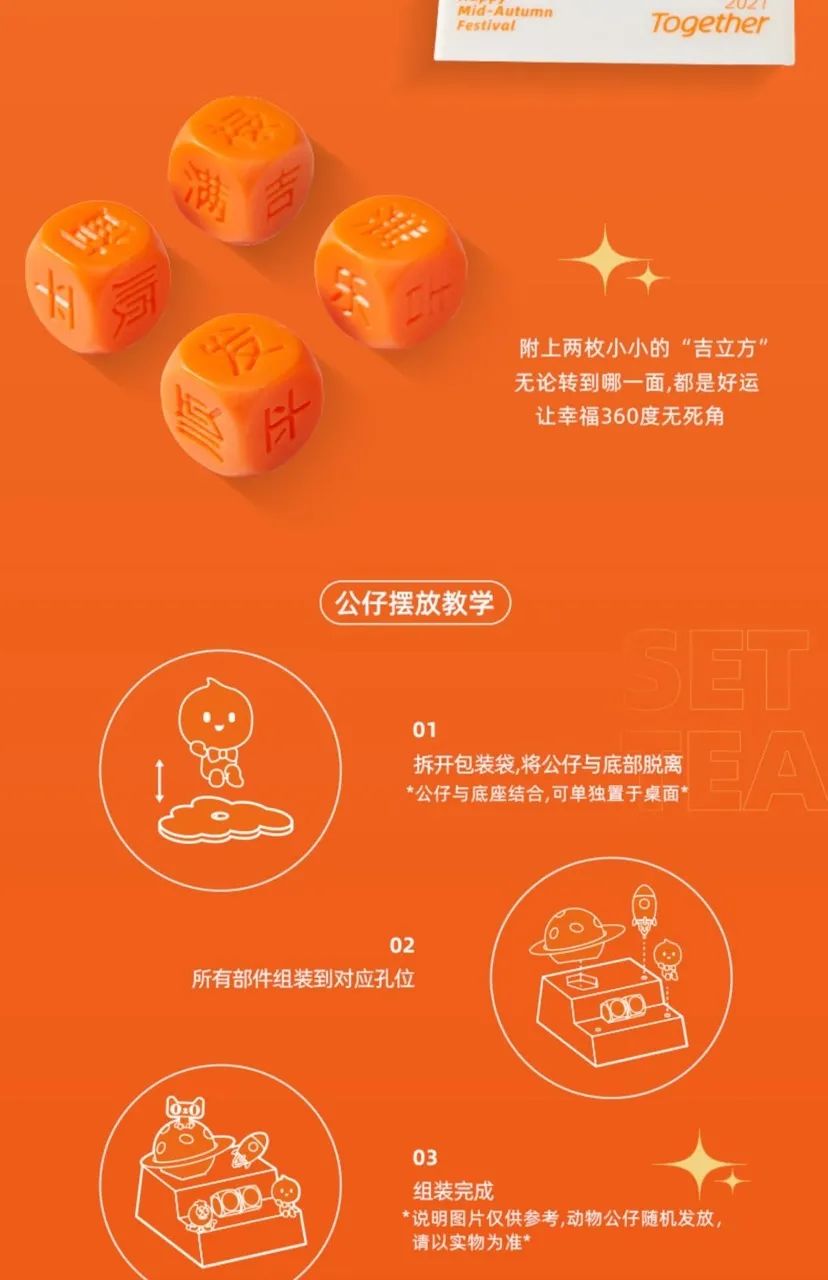 Mid-Autumn
Festival
2021
Together
满 吉
乐
附上两枚小小的“吉立方”
无论转到哪一面,都是好运
让幸福360度无死角
公仔摆放教学
SET
TEA
01
拆开包装袋,将公仔与底部脱离
*公仔与底座结合,可单独置于桌面*
02
所有部件组装到对应孔位
03
组装完成
*说明图片仅供参考,动物公仔随机发放,
请以实物为准*